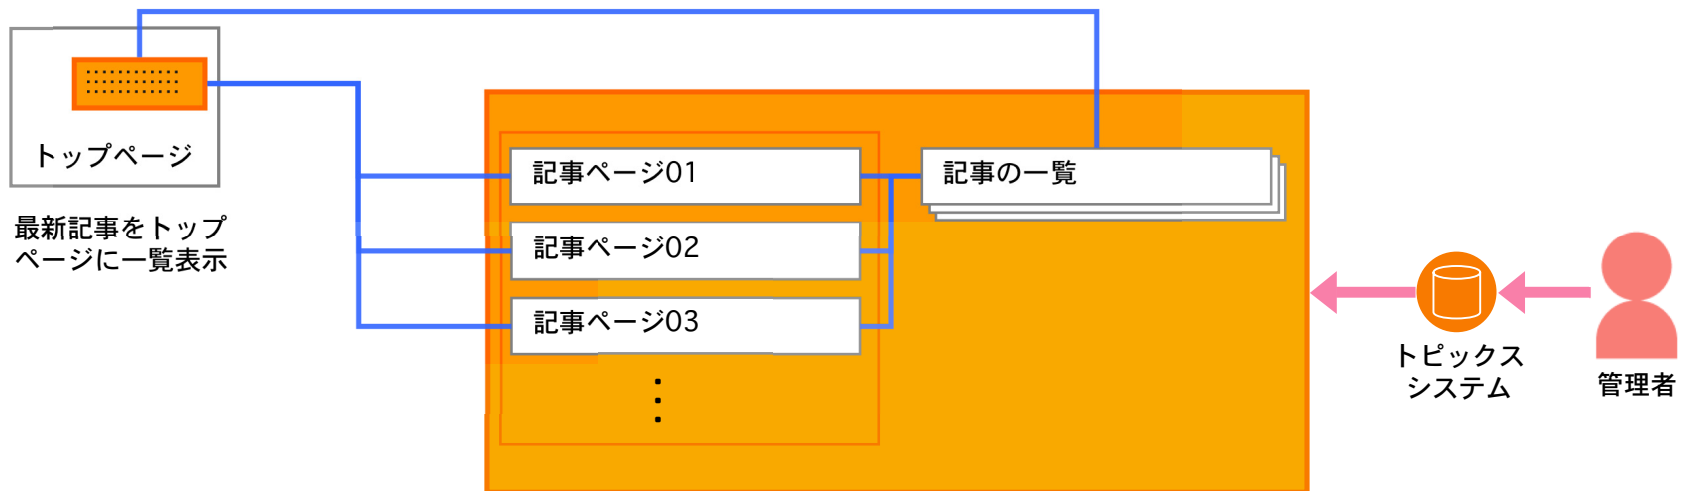 トップページ
最新記事をトップ
ページに一覧表示
記事ページ01
記事ページ02
記事ページ03
記事の一覧
トピックス
システム
管理者